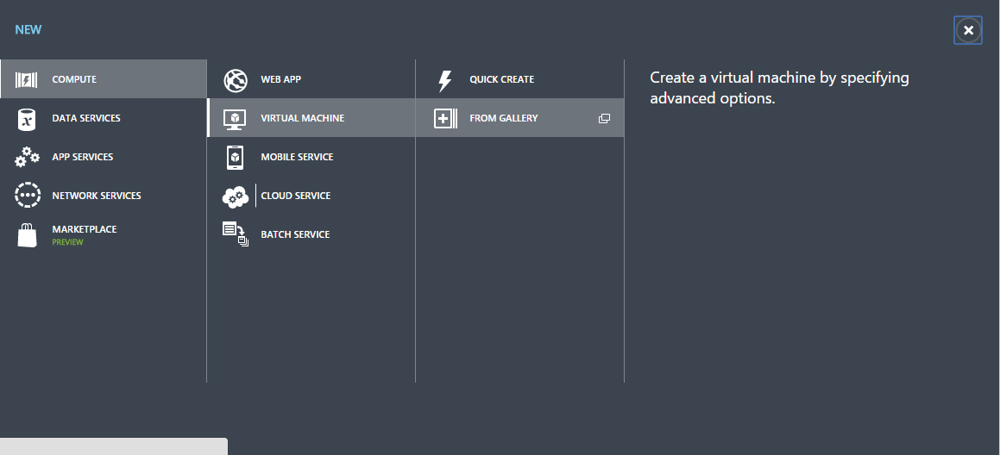 NEW
COMPUTE
DATA SERVICES
APP SERVICES
NETWORK SERVICES
MARKETPLACE
PREVIEW
WEB APP
VIRTUAL MACHINE
MOBILE SERVICE
CLOUD SERVICE
BATCH SERVICE
QUICK CREATE
FROM GALLERY
Create a virtual machine by specifying
advanced options.